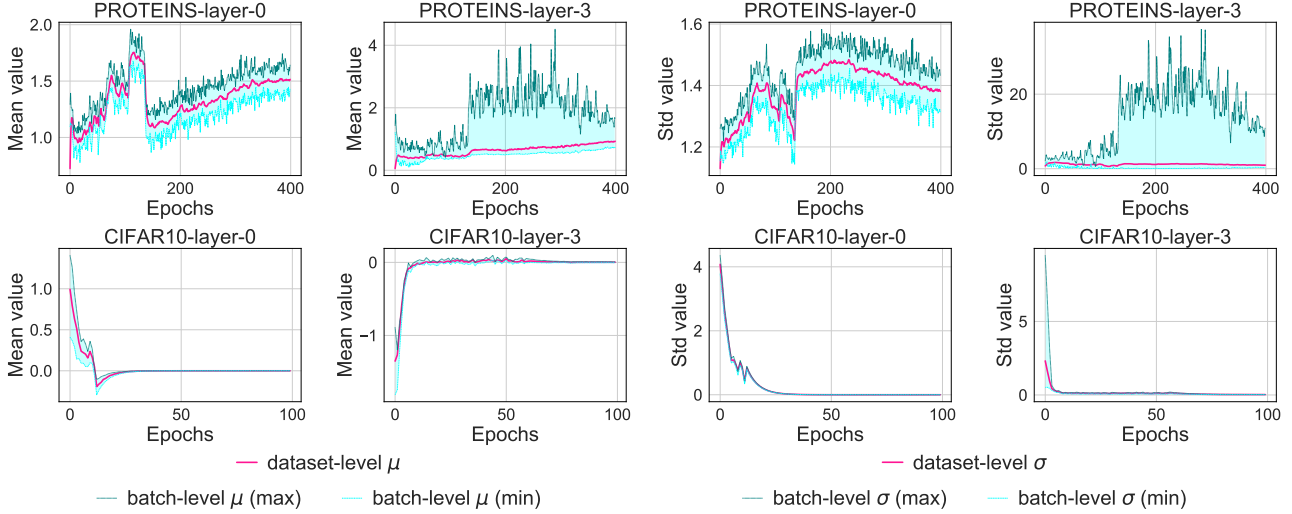 PROTEINS-layer-0
PROTEINS-layer-3
PROTEINS-layer-0
PROTEINS-layer-3
Mean value
2.0
1.5
1.0
0
200
400
Epochs
Mean value
4
2
0
0
200
400
Epochs
Std value
1.6
1.4
1.2
0
200
400
Epochs
Std value
20
0
0
200
400
Epochs
CIFAR10-layer-0
CIFAR10-layer-3
CIFAR10-layer-0
CIFAR10-layer-3
Mean value
1.0
0.5
0.0
0
50
100
Epochs
Mean value
0
−1
0
50
100
Epochs
Std value
4
2
0
0
50
100
Epochs
Std value
5
0
0
50
100
Epochs
dataset-level μ
batch-level μ (max)
batch-level μ (min)
dataset-level σ
batch-level σ (max)
batch-level σ (min)